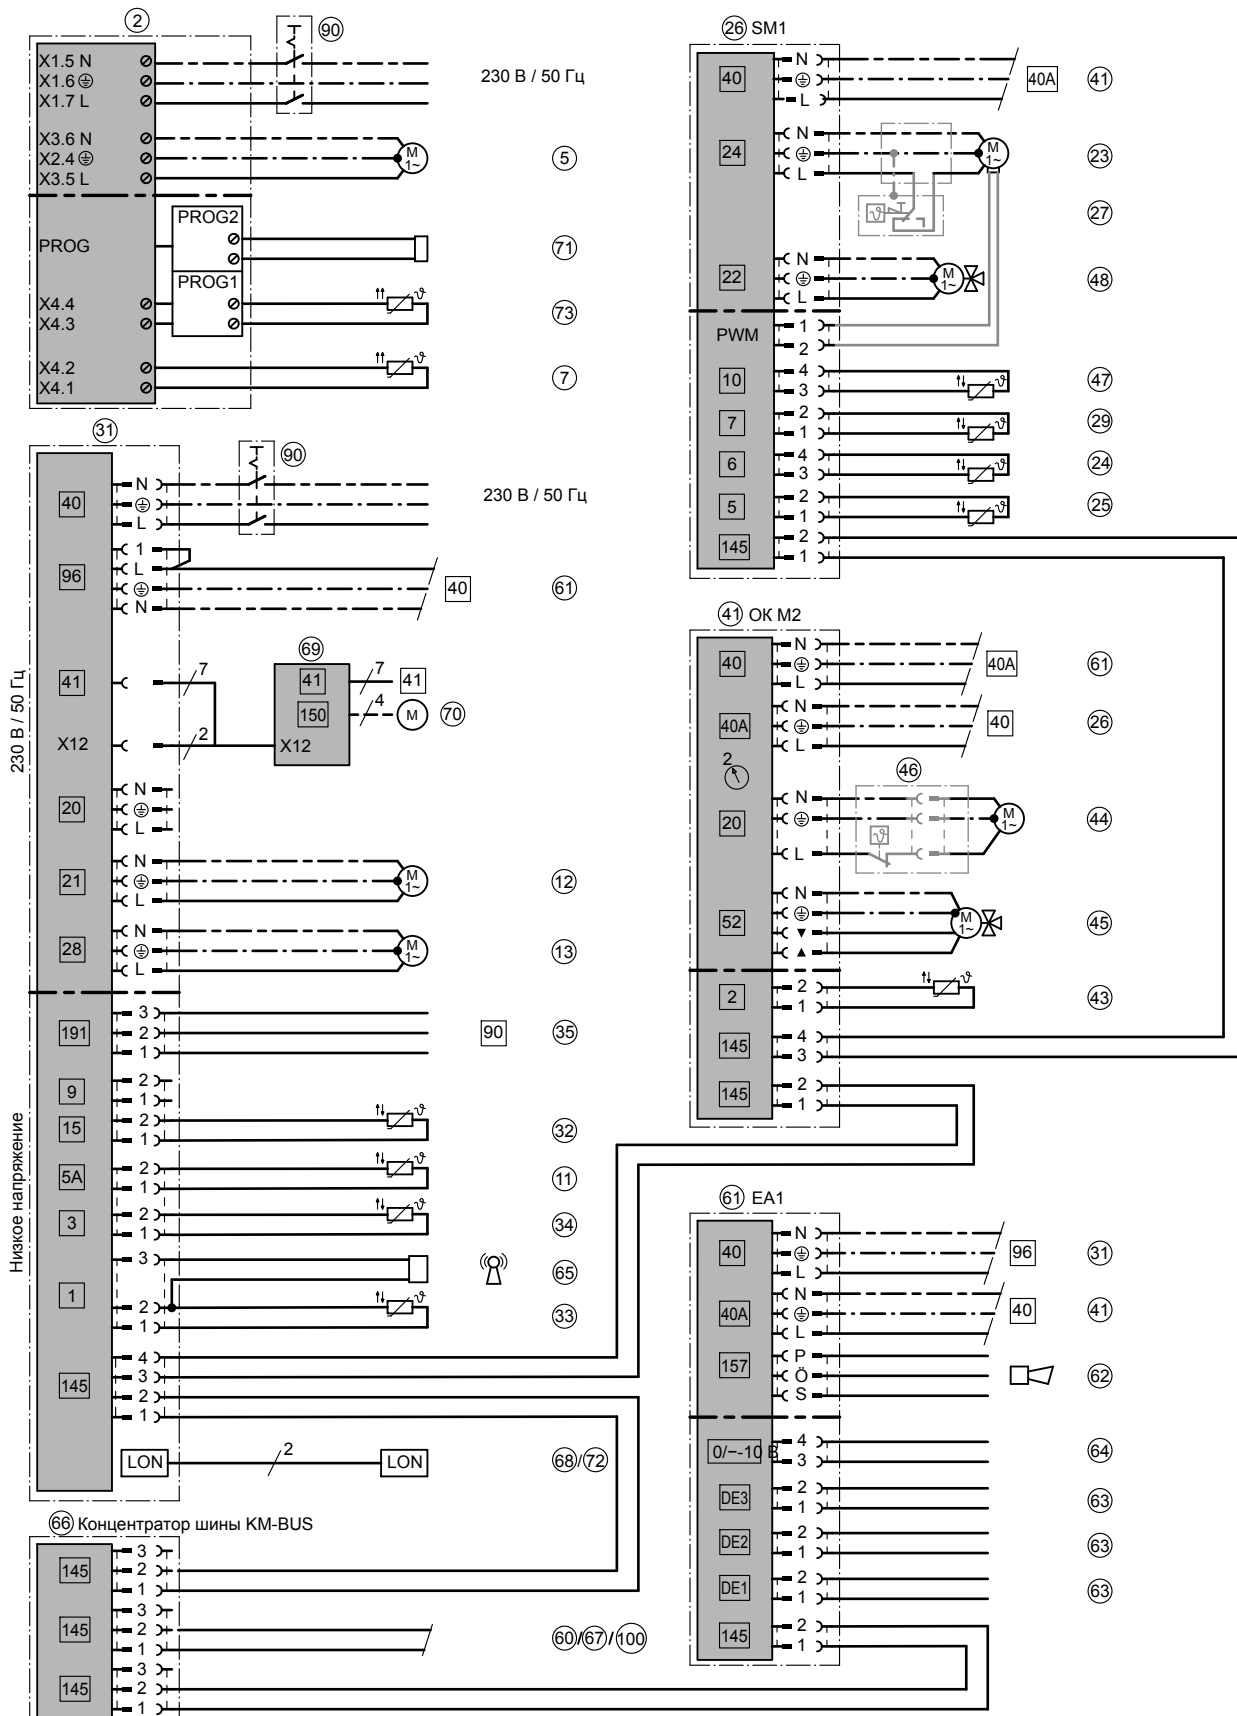 2
90
X1.5 N
X1.6
X1.7 L
230 В / 50 Гц
X3.6 N
X2.4
X3.5 L
M
1~
5
PROG
PROG2
71
PROG1
X4.4
X4.3
ϑ
73
X4.2
X4.1
ϑ
7
31
90
230 В / 50 Гц
Низкое напряжение
40
N
L
230 В / 50 Гц
96
1
L
N
40
61
41
7
X12
2
69
41
150
X12
7
41
4
M
70
20
N
L
21
N
L
M
1~
12
28
N
L
M
1~
13
191
3
2
1
90
35
9
2
1
15
2
1
ϑ
32
5A
2
1
ϑ
11
3
2
1
ϑ
34
1
3
65
2
1
ϑ
33
145
4
3
2
1
LON
2
LON
68/72
66 Концентратор шины KM-BUS
145
3
2
1
145
3
2
1
60/67/100
145
3
2
1
26 SM1
40
N
L
40A
41
24
N
L
M
1~
23
ϑ
27
22
N
L
M
1~
48
PWM
1
2
10
4
3
ϑ
47
7
2
1
ϑ
29
6
4
3
ϑ
24
5
2
1
ϑ
25
145
2
1
41 ОК M2
40
N
L
40A
61
40A
N
L
40
26
2
46
20
N
L
ϑ
M
1~
44
52
N
▼
▲
M
1~
45
2
2
1
ϑ
43
145
4
3
145
2
1
61 EA1
40
N
L
96
31
40A
N
L
40
41
157
P
Ö
S
62
0/–-10 В
4
3
64
DE3
2
1
63
DE2
2
1
63
DE1
2
1
63
145
2
1